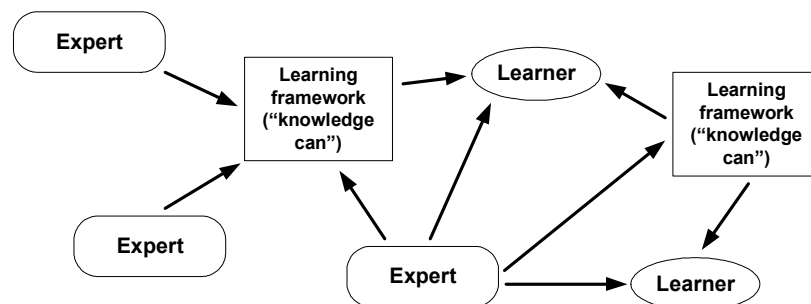 Expert
Learning
framework
(“knowledge
can”)
Learner
Learning
framework
(“knowledge
can”)
Expert
Expert
Learner